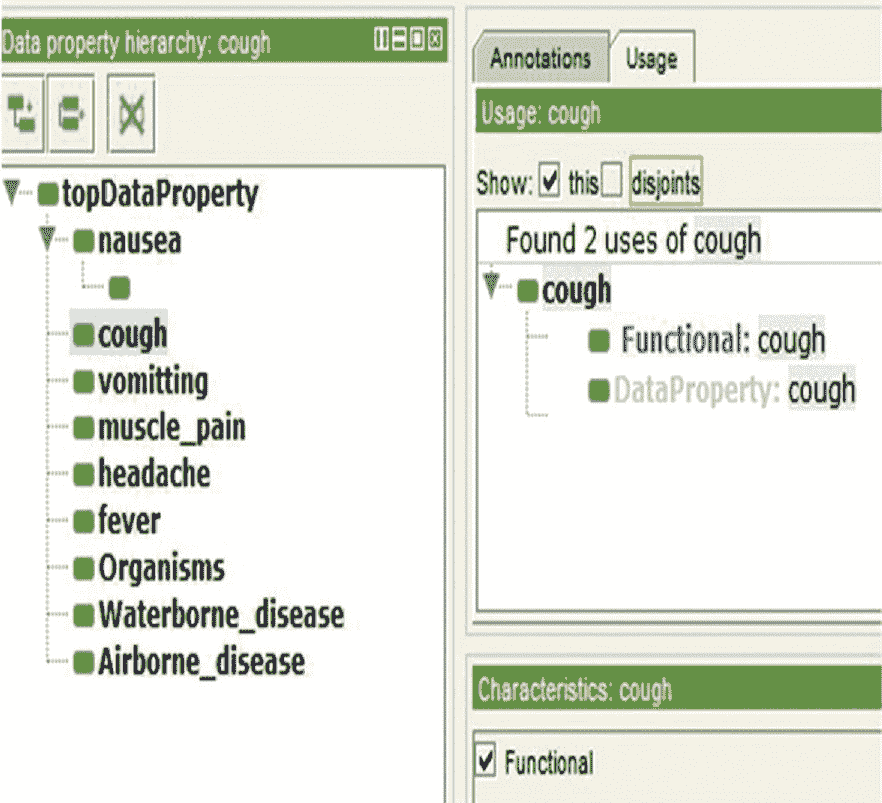 Data property hierarchy: cough
topDataProperty
nausea
cough
vomitting
muscle_pain
headache
fever
Organisms
Waterborne_disease
Airborne_disease
Annotations Usage
Usage: cough
Show: this disjoints
Found 2 uses of cough
cough
Functional: cough
DataProperty: cough
Characteristics: cough
Functional